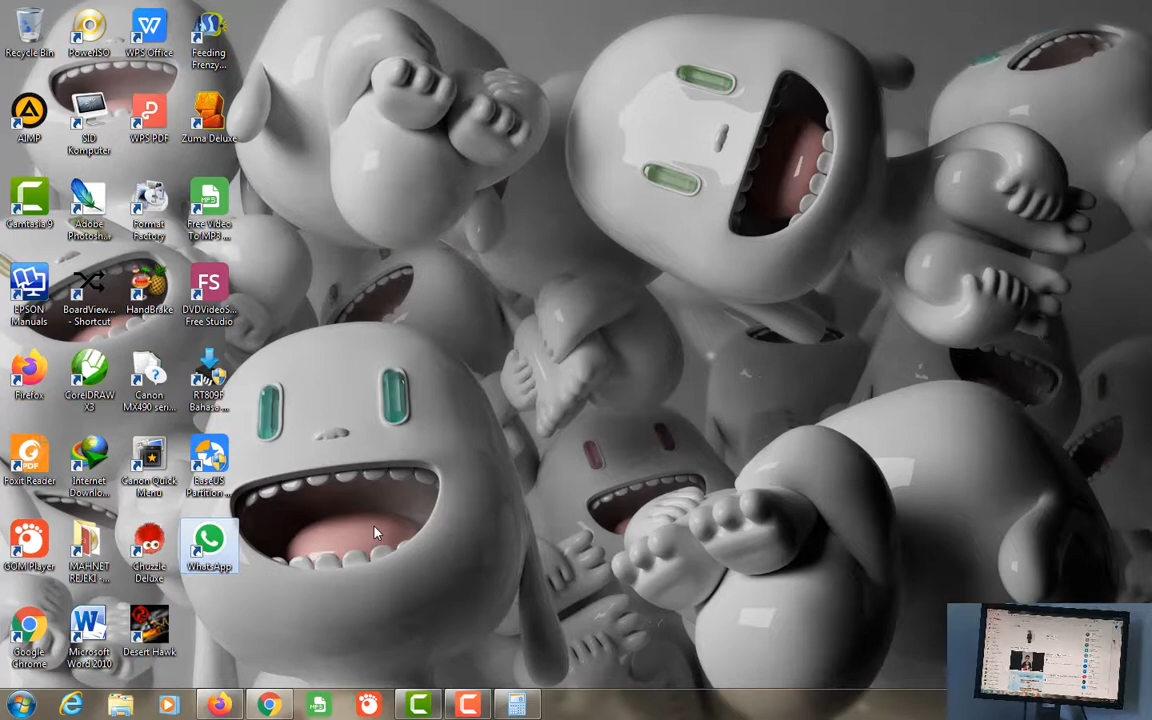 Recycle Bin
PowerISO
WPS Office
Feeding
Frenzy...
AIMP
SID
Komputer
WPS PDF
Zuma Deluxe
Camtasia 9
Adobe
Photosh...
Format
Factory
Free Video
To MP3 ...
EPSON
Manuals
BoardView...
- Shortcut
HandBrake
FS
DVDVideoS...
Free Studio
Firefox
CorelDRAW
X3
Canon
MX490 seri...
RT809F
Bahasa ...
PDF
Foxit Reader
Internet
Downlo...
Canon Quick
Menu
EaseUS
Partition ...
GOM Player
MAHNET
REJEKI - ...
Chuzzle
Deluxe
WhatsApp
Google
Chrome
Microsoft
Word 2010
Desert Hawk
MP3